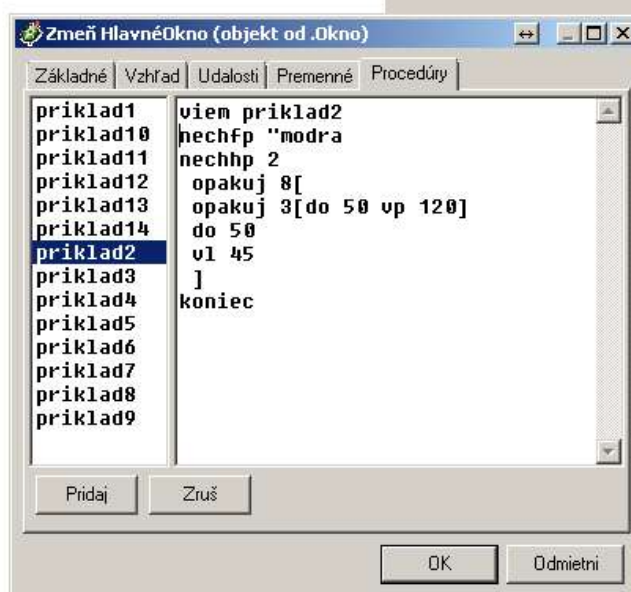 Zmeň HlavnéOkno (objekt od .Okno)
Základné Vzhľad Udalosti Premenné Procedúry
priklad1
priklad10
priklad11
priklad12
priklad13
priklad14
priklad2
priklad3
priklad4
priklad5
priklad6
priklad7
priklad8
priklad9
viem priklad2
nechfp "modra
nechhp 2
opakuj 8[
opakuj 3[do 50 vp 120]
do 50
vl 45
]
koniec
Pridaj Zruš
OK Odmietni